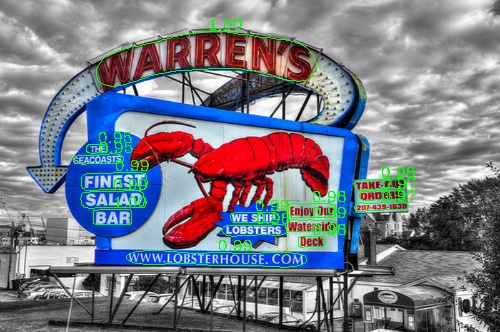 WARREN'S
THE
SEACOASTS
FINEST
SALAD
BAR
WE SHIP
LOBSTERS
Enjoy Our
Waterside
Deck
TAKE-OUT
ORDERS
207-439-1630
WWW.LOBSTERHOUSE.COM